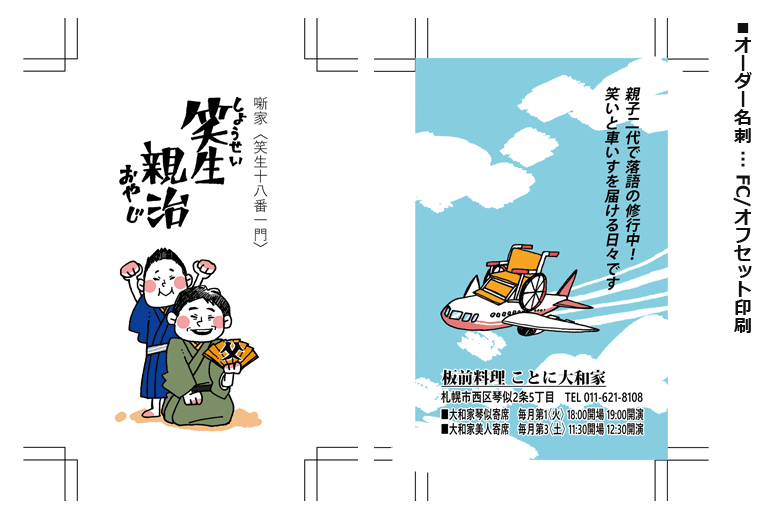 ■オーダー名刺 … FC/オフセット印刷
噺家〈笑生十八番一門〉
しょうせい
笑生
親治
おやじ
父
親子二代で落語の修行中！
笑いと車いすを届ける日々です
板前料理 ことに大和家
札幌市西区琴似2条5丁目 TEL 011-621-8108
■大和家琴似寄席 毎月第1〈火〉18:00開場 19:00開演
■大和家美人寄席 毎月第3〈土〉11:30開場 12:30開演